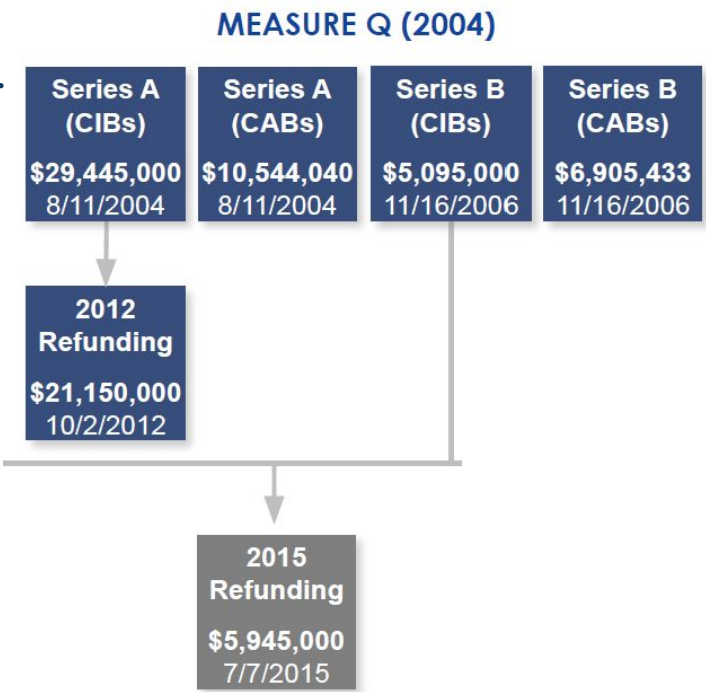 MEASURE Q (2004)
Series A
(CIBs)
$29,445,000
8/11/2004
Series A
(CABs)
$10,544,040
8/11/2004
Series B
(CIBs)
$5,095,000
11/16/2006
Series B
(CABs)
$6,905,433
11/16/2006
2012
Refunding
$21,150,000
10/2/2012
2015
Refunding
$5,945,000
7/7/2015